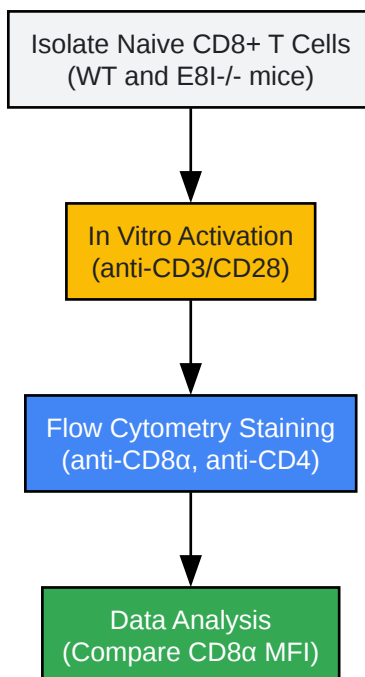 Isolate Naive CD8+ T Cells
(WT and E8I-/- mice)
In Vitro Activation
(anti-CD3/CD28)
Flow Cytometry Staining
(anti-CD8α, anti-CD4)
Data Analysis
(Compare CD8α MFI)